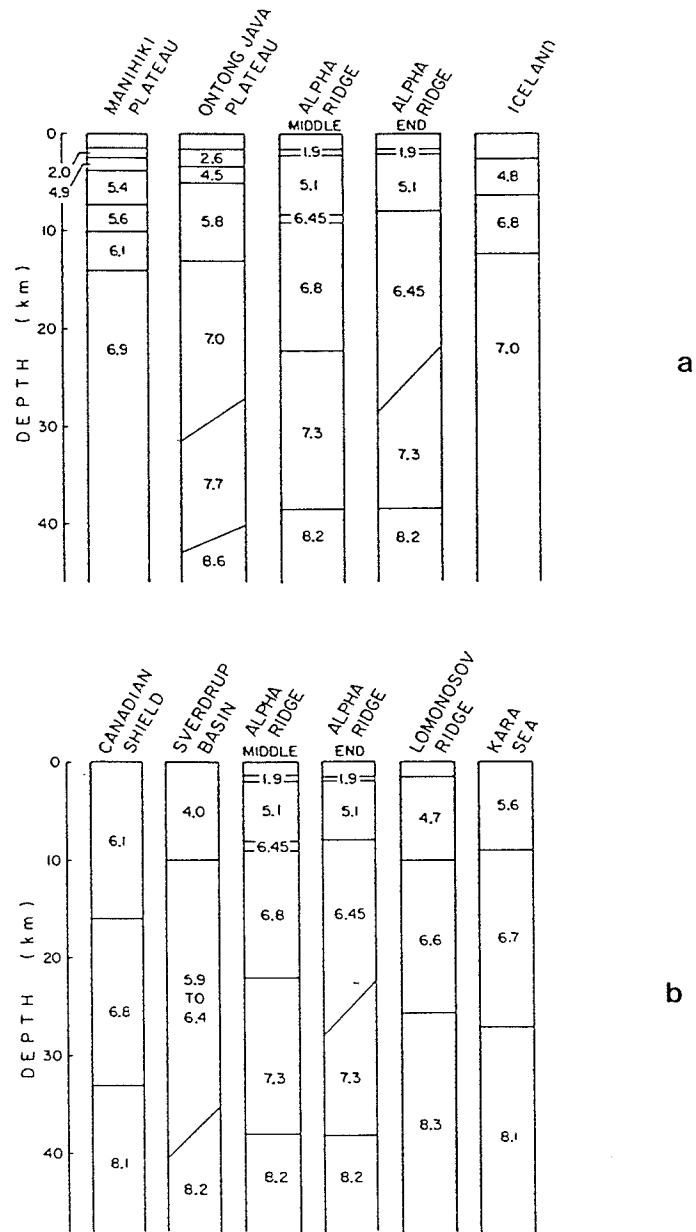 MANIHIKI
PLATEAU
ONTONG JAVA
PLATEAU
ALPHA
RIDGE
MIDDLE
ALPHA
RIDGE
END
ICELAND
DEPTH (km)
0
10
20
30
40
2.0
4.9
5.4
5.6
6.1
6.9
2.6
4.5
5.8
7.0
7.7
8.6
1.9
5.1
6.45
6.8
7.3
8.2
1.9
5.1
6.45
7.3
8.2
4.8
6.8
7.0
a
CANADIAN
SHIELD
SVERDRUP
BASIN
ALPHA
RIDGE
MIDDLE
ALPHA
RIDGE
END
LOMONOSOV
RIDGE
KARA
SEA
DEPTH (km)
0
10
20
30
40
6.1
6.8
8.1
4.0
5.9
TO
6.4
8.2
1.9
5.1
6.45
6.8
7.3
8.2
1.9
5.1
6.45
7.3
8.2
4.7
6.6
8.3
5.6
6.7
8.1
b